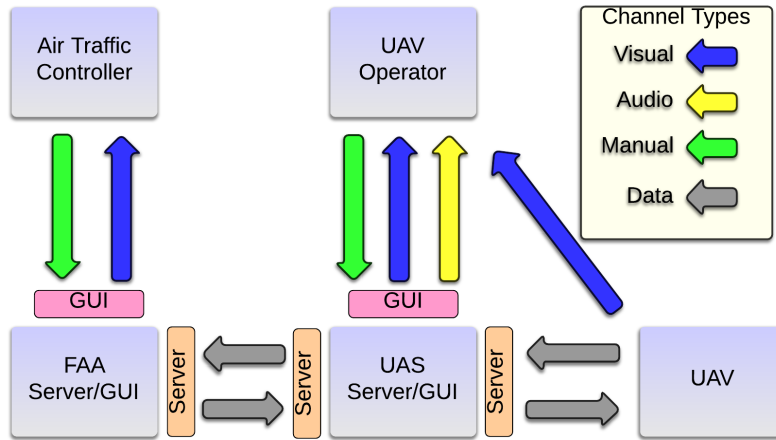 Air Traffic
Controller
UAV
Operator
Channel Types
Visual
Audio
Manual
Data
GUI
GUI
FAA
Server/GUI
Server
Server
UAS
Server/GUI
Server
UAV